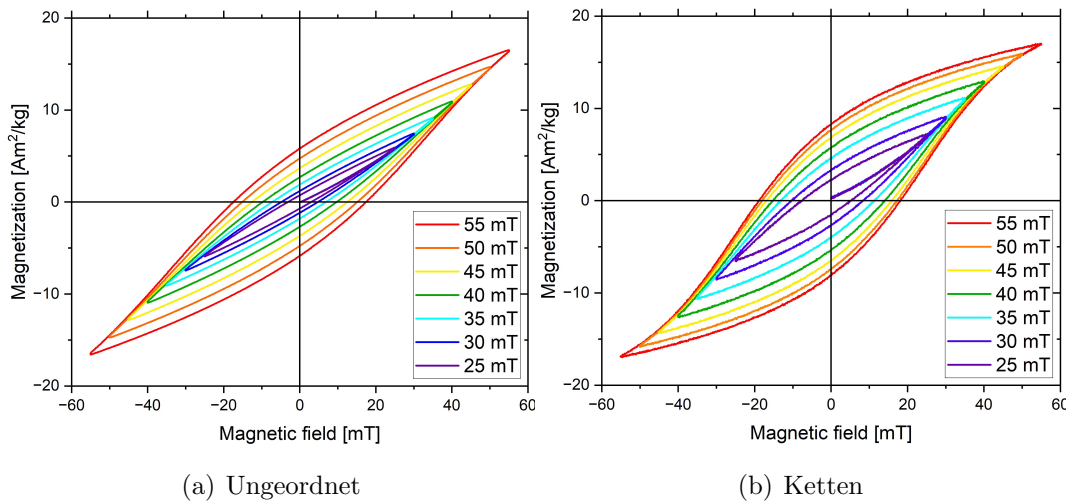 20
10
0
−10
−20
Magnetization [Am²/kg]
55 mT
50 mT
45 mT
40 mT
35 mT
30 mT
25 mT
−60 −40 −20 0 20 40 60
Magnetic field [mT]
(a) Ungeordnet
20
10
0
−10
−20
Magnetization [Am²/kg]
55 mT
50 mT
45 mT
40 mT
35 mT
30 mT
25 mT
−60 −40 −20 0 20 40 60
Magnetic field [mT]
(b) Ketten